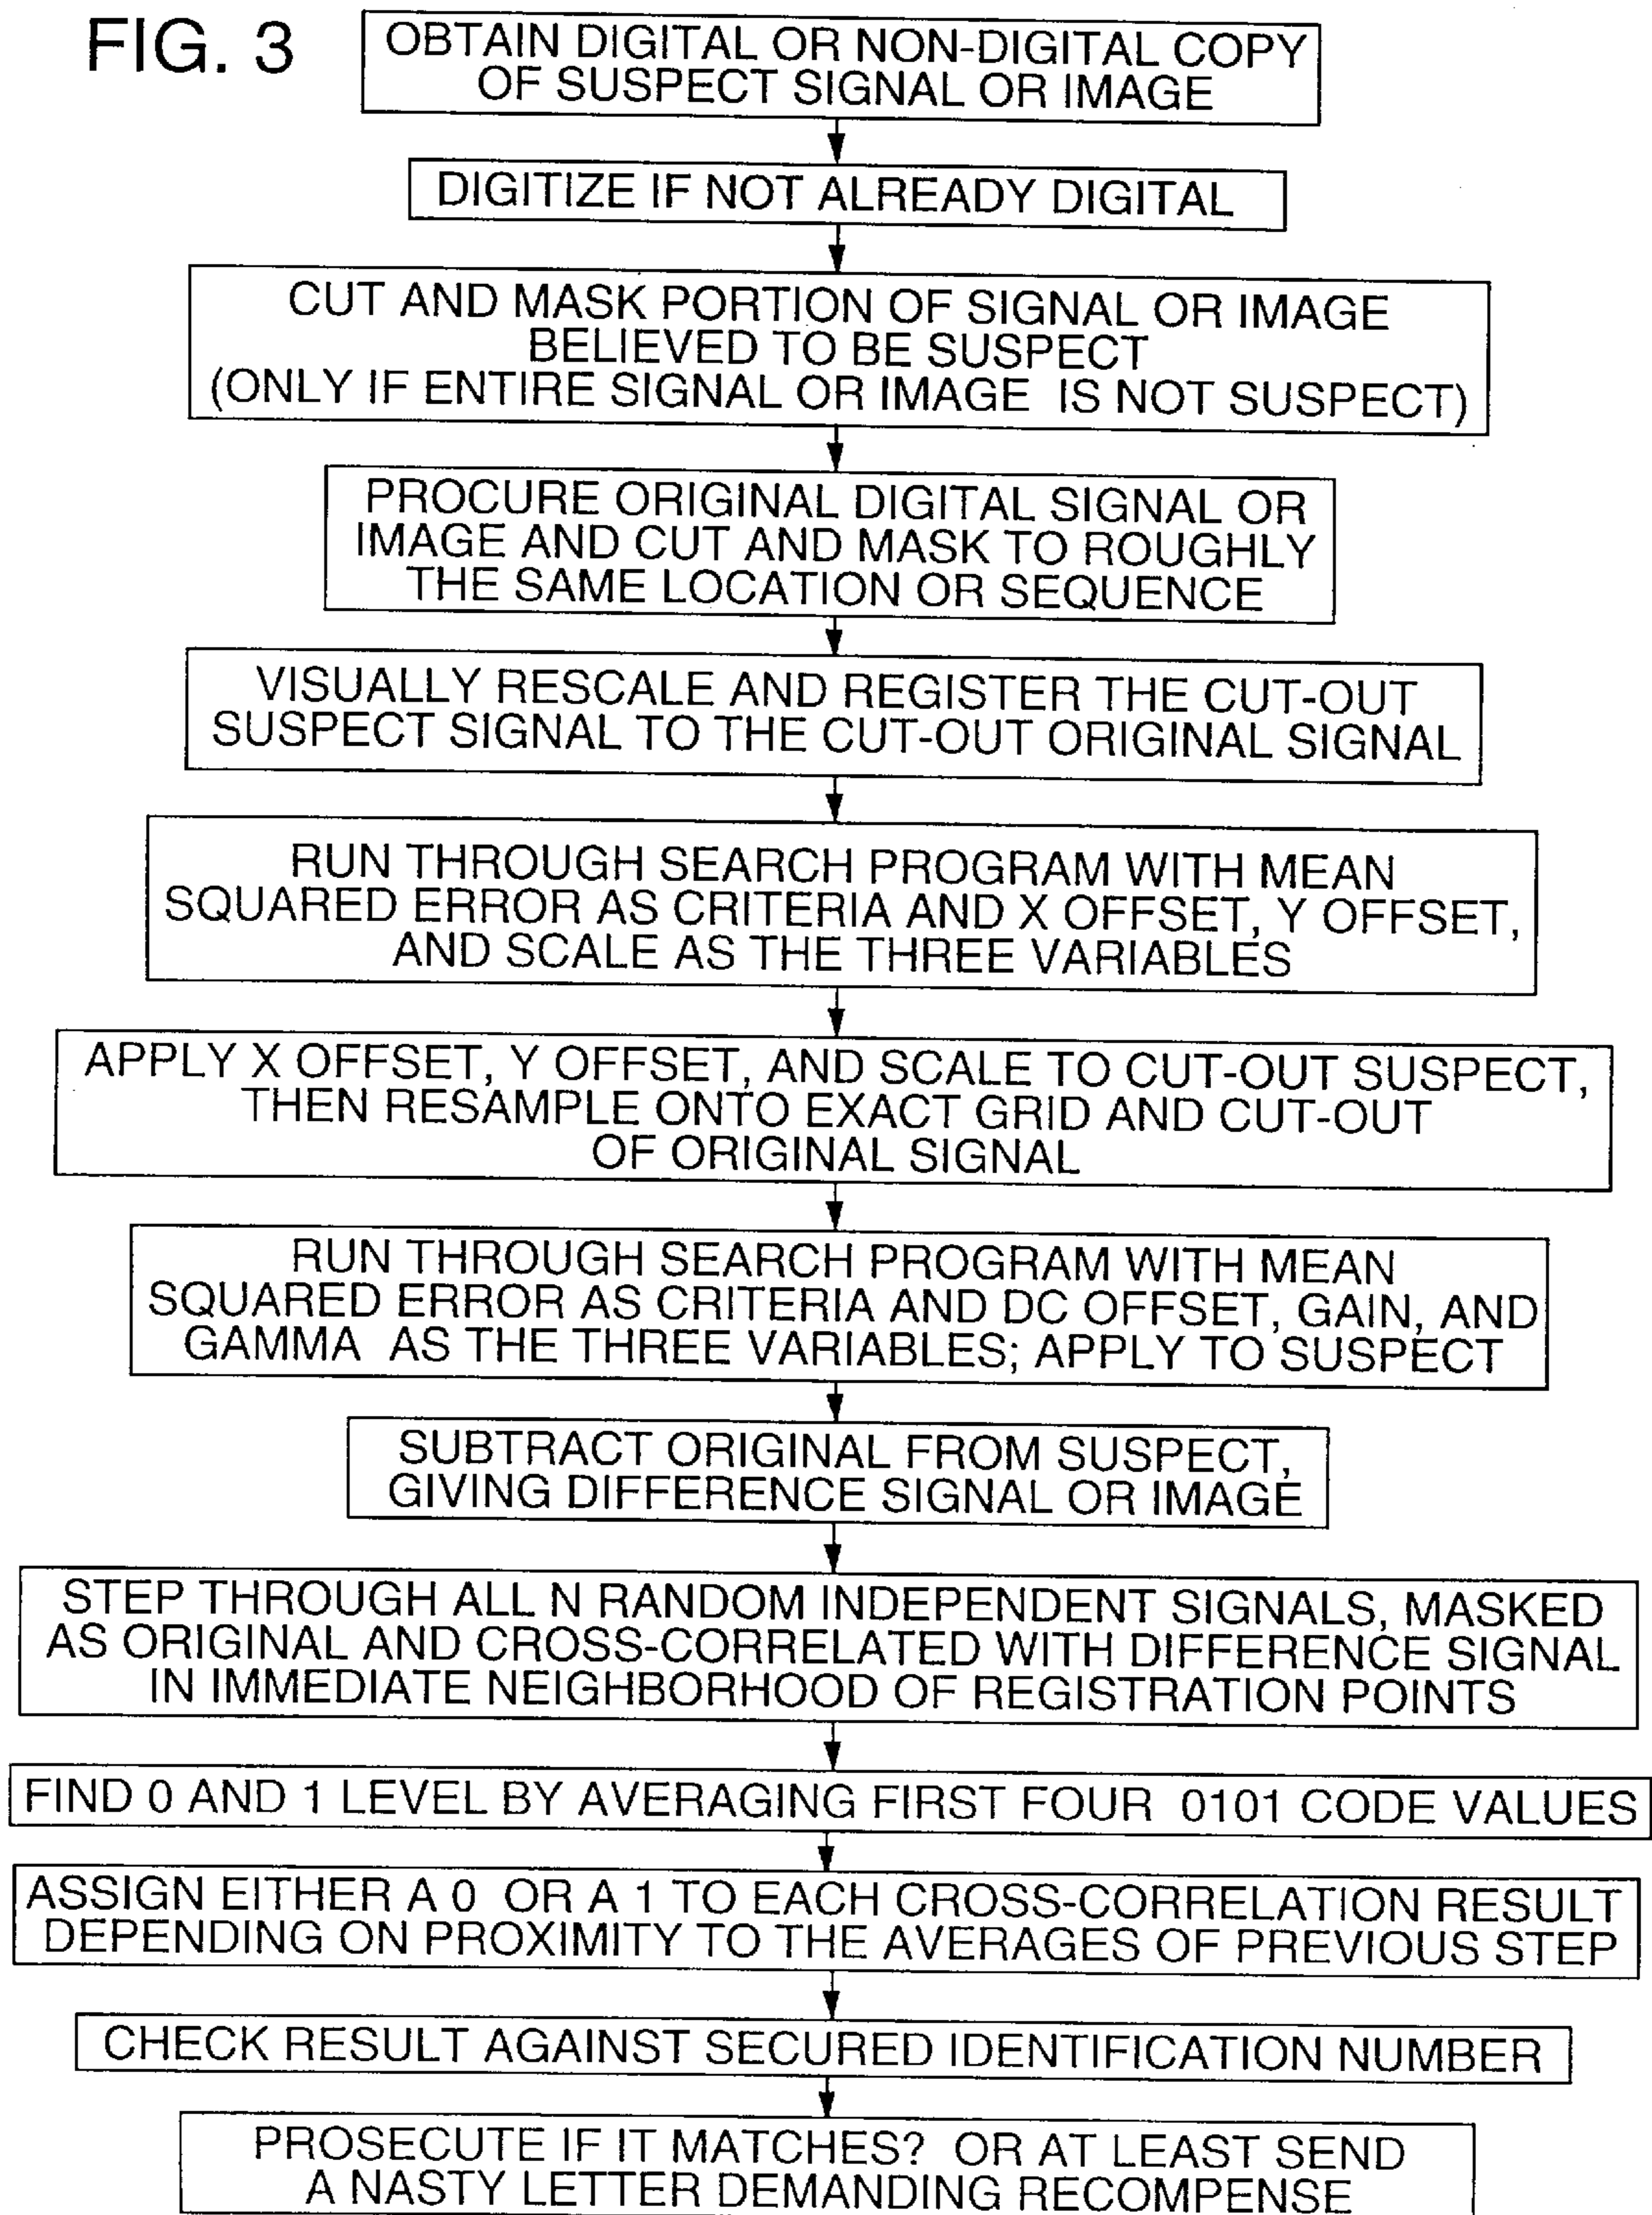 FIG. 3
OBTAIN DIGITAL OR NON-DIGITAL COPY
OF SUSPECT SIGNAL OR IMAGE
DIGITIZE IF NOT ALREADY DIGITAL
CUT AND MASK PORTION OF SIGNAL OR IMAGE
BELIEVED TO BE SUSPECT
(ONLY IF ENTIRE SIGNAL OR IMAGE IS NOT SUSPECT)
PROCURE ORIGINAL DIGITAL SIGNAL OR
IMAGE AND CUT AND MASK TO ROUGHLY
THE SAME LOCATION OR SEQUENCE
VISUALLY RESCALE AND REGISTER THE CUT-OUT
SUSPECT SIGNAL TO THE CUT-OUT ORIGINAL SIGNAL
RUN THROUGH SEARCH PROGRAM WITH MEAN
SQUARED ERROR AS CRITERIA AND X OFFSET, Y OFFSET,
AND SCALE AS THE THREE VARIABLES
APPLY X OFFSET, Y OFFSET, AND SCALE TO CUT-OUT SUSPECT,
THEN RESAMPLE ONTO EXACT GRID AND CUT-OUT
OF ORIGINAL SIGNAL
RUN THROUGH SEARCH PROGRAM WITH MEAN
SQUARED ERROR AS CRITERIA AND DC OFFSET, GAIN, AND
GAMMA AS THE THREE VARIABLES; APPLY TO SUSPECT
SUBTRACT ORIGINAL FROM SUSPECT,
GIVING DIFFERENCE SIGNAL OR IMAGE
STEP THROUGH ALL N RANDOM INDEPENDENT SIGNALS, MASKED
AS ORIGINAL AND CROSS-CORRELATED WITH DIFFERENCE SIGNAL
IN IMMEDIATE NEIGHBORHOOD OF REGISTRATION POINTS
FIND 0 AND 1 LEVEL BY AVERAGING FIRST FOUR 0101 CODE VALUES
ASSIGN EITHER A 0 OR A 1 TO EACH CROSS-CORRELATION RESULT
DEPENDING ON PROXIMITY TO THE AVERAGES OF PREVIOUS STEP
CHECK RESULT AGAINST SECURED IDENTIFICATION NUMBER
PROSECUTE IF IT MATCHES? OR AT LEAST SEND
A NASTY LETTER DEMANDING RECOMPENSE